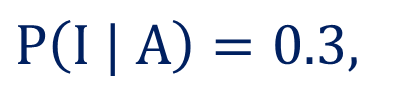 P(I | A) = 0.3,